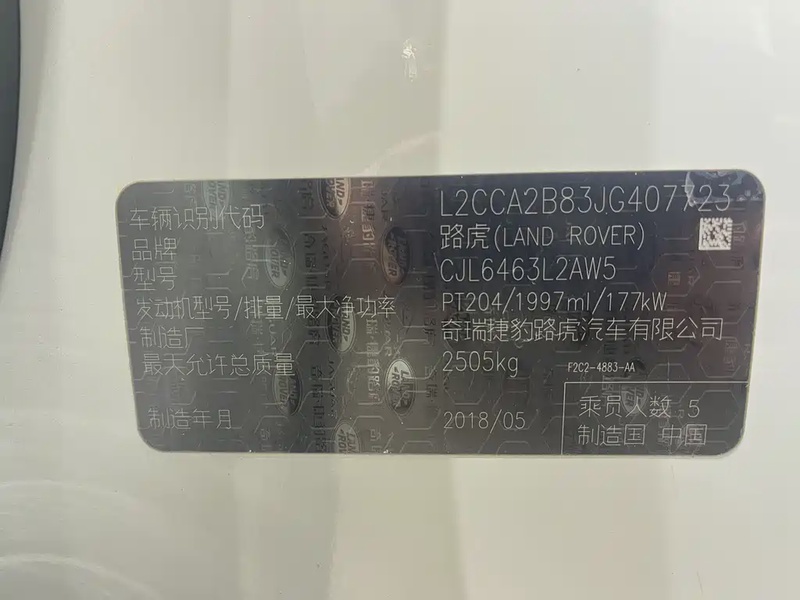 车辆识别代码 L2CCA2B83JG407723
品牌 路虎(LAND ROVER)
型号 CJL6463L2AW5
发动机型号/排量/最大净功率 PT204/1997ml/177kW
制造厂 奇瑞捷豹路虎汽车有限公司
最大允许总质量 2505kg
F2C2-4883-AA
制造年月 2018/05
乘员人数 5
制造国 中国